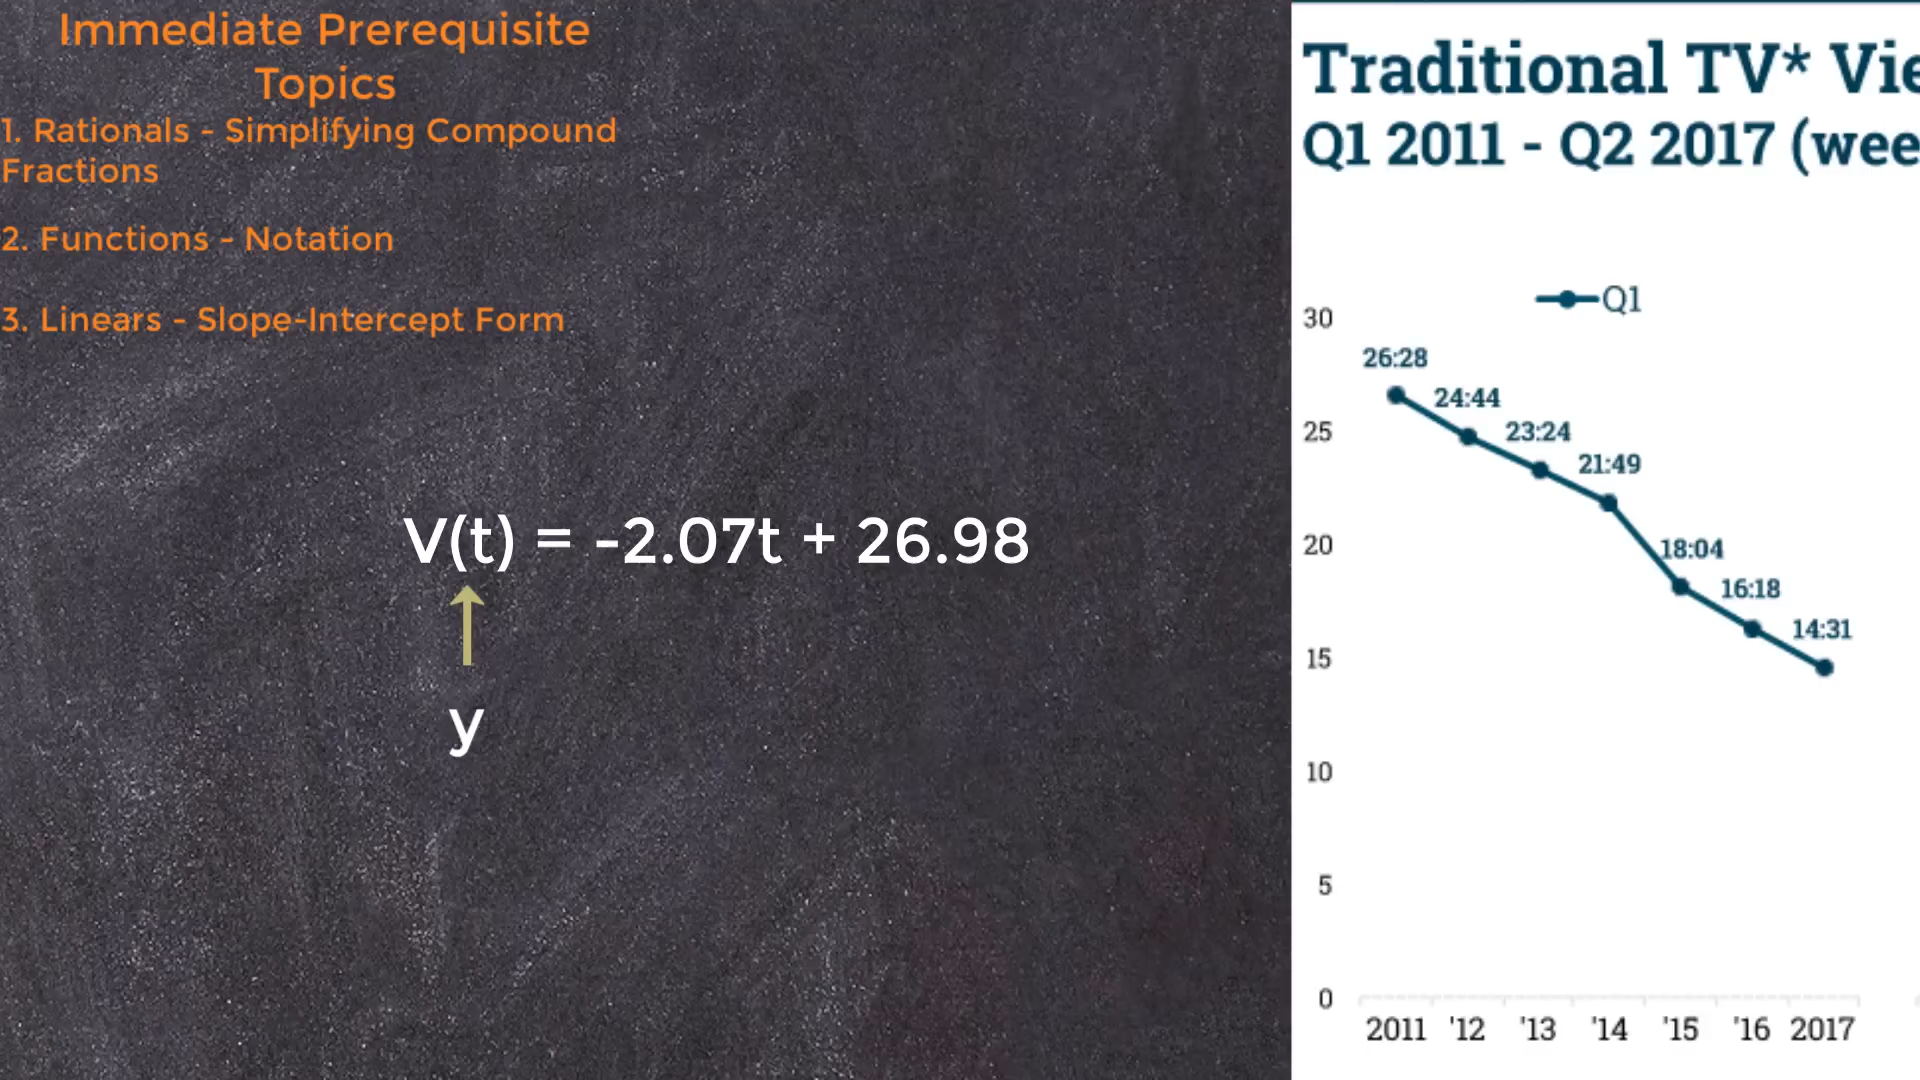 Immediate Prerequisite
Topics
1. Rationals - Simplifying Compound
Fractions
2. Functions - Notation
3. Linears - Slope-Intercept Form
V(t) = -2.07t + 26.98
y
Traditional TV* Vie
Q1 2011 - Q2 2017 (wee
Q1
30
26:28
24:44
25
23:24
21:49
20
18:04
16:18
14:31
15
10
5
0
2011 '12 '13 '14 '15 '16 2017